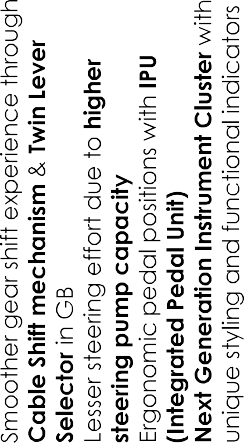 Smoother gear shift experience through
Cable Shift mechanism & Twin Lever
Selector in GB
Lesser steering effort due to higher
steering pump capacity
Ergonomic pedal positions with IPU
(Integrated Pedal Unit)
Next Generation Instrument Cluster with
unique styling and functional indicators